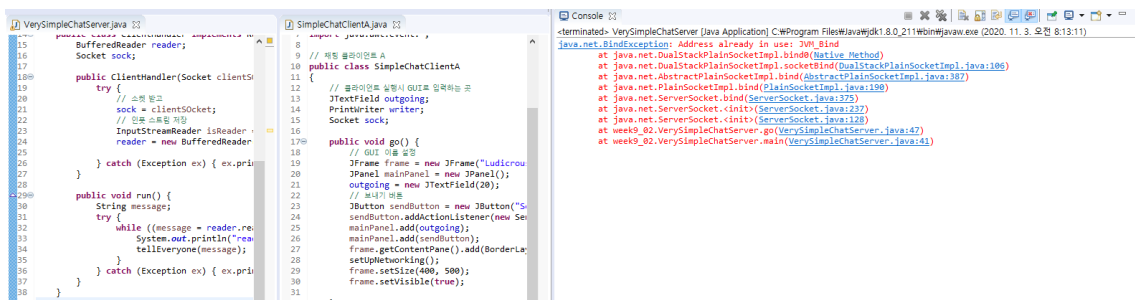 VerySimpleChatServer.java
15 BufferedReader reader;
16 Socket sock;
17
18 public ClientHandler(Socket clientS
19 try {
20 // 소켓 받고
21 sock = clientSOcket;
22 // 인풋 스트림 저장
23 InputStreamReader isReader
24 reader = new BufferedReader
25
26 } catch (Exception ex) { ex.pri
27 }
28
29 public void run() {
30 String message;
31 try {
32 while ((message = reader.rea
33 System.out.println("rea
34 tellEveryone(message);
35 }
36 } catch (Exception ex) { ex.pri
37 }
38 }
SimpleChatClientA.java
8
9 // 채팅 클라이언트 A
10 public class SimpleChatClientA
11 {
12 // 클라이언트 실행시 GUI로 입력하는 곳
13 JTextField outgoing;
14 PrintWriter writer;
15 Socket sock;
16
17 public void go() {
18 // GUI 이름 설정
19 JFrame frame = new JFrame("Ludicrou
20 JPanel mainPanel = new JPanel();
21 outgoing = new JTextField(20);
22 // 보내기 버튼
23 JButton sendButton = new JButton("S
24 sendButton.addActionListener(new Se
25 mainPanel.add(outgoing);
26 mainPanel.add(sendButton);
27 frame.getContentPane().add(BorderLa
28 setUpNetworking();
29 frame.setSize(400, 500);
30 frame.setVisible(true);
31
Console
<terminated> VerySimpleChatServer [Java Application] C:₩Program Files₩Java₩jdk1.8.0_211₩bin₩javaw.exe (2020. 11. 3. 오전 8:13:11)
java.net.BindException: Address already in use: JVM_Bind
at java.net.DualStackPlainSocketImpl.bind0(Native Method)
at java.net.DualStackPlainSocketImpl.socketBind(DualStackPlainSocketImpl.java:106)
at java.net.AbstractPlainSocketImpl.bind(AbstractPlainSocketImpl.java:387)
at java.net.PlainSocketImpl.bind(PlainSocketImpl.java:190)
at java.net.ServerSocket.bind(ServerSocket.java:375)
at java.net.ServerSocket.<init>(ServerSocket.java:237)
at java.net.ServerSocket.<init>(ServerSocket.java:128)
at week9_02.VerySimpleChatServer.go(VerySimpleChatServer.java:47)
at week9_02.VerySimpleChatServer.main(VerySimpleChatServer.java:41)